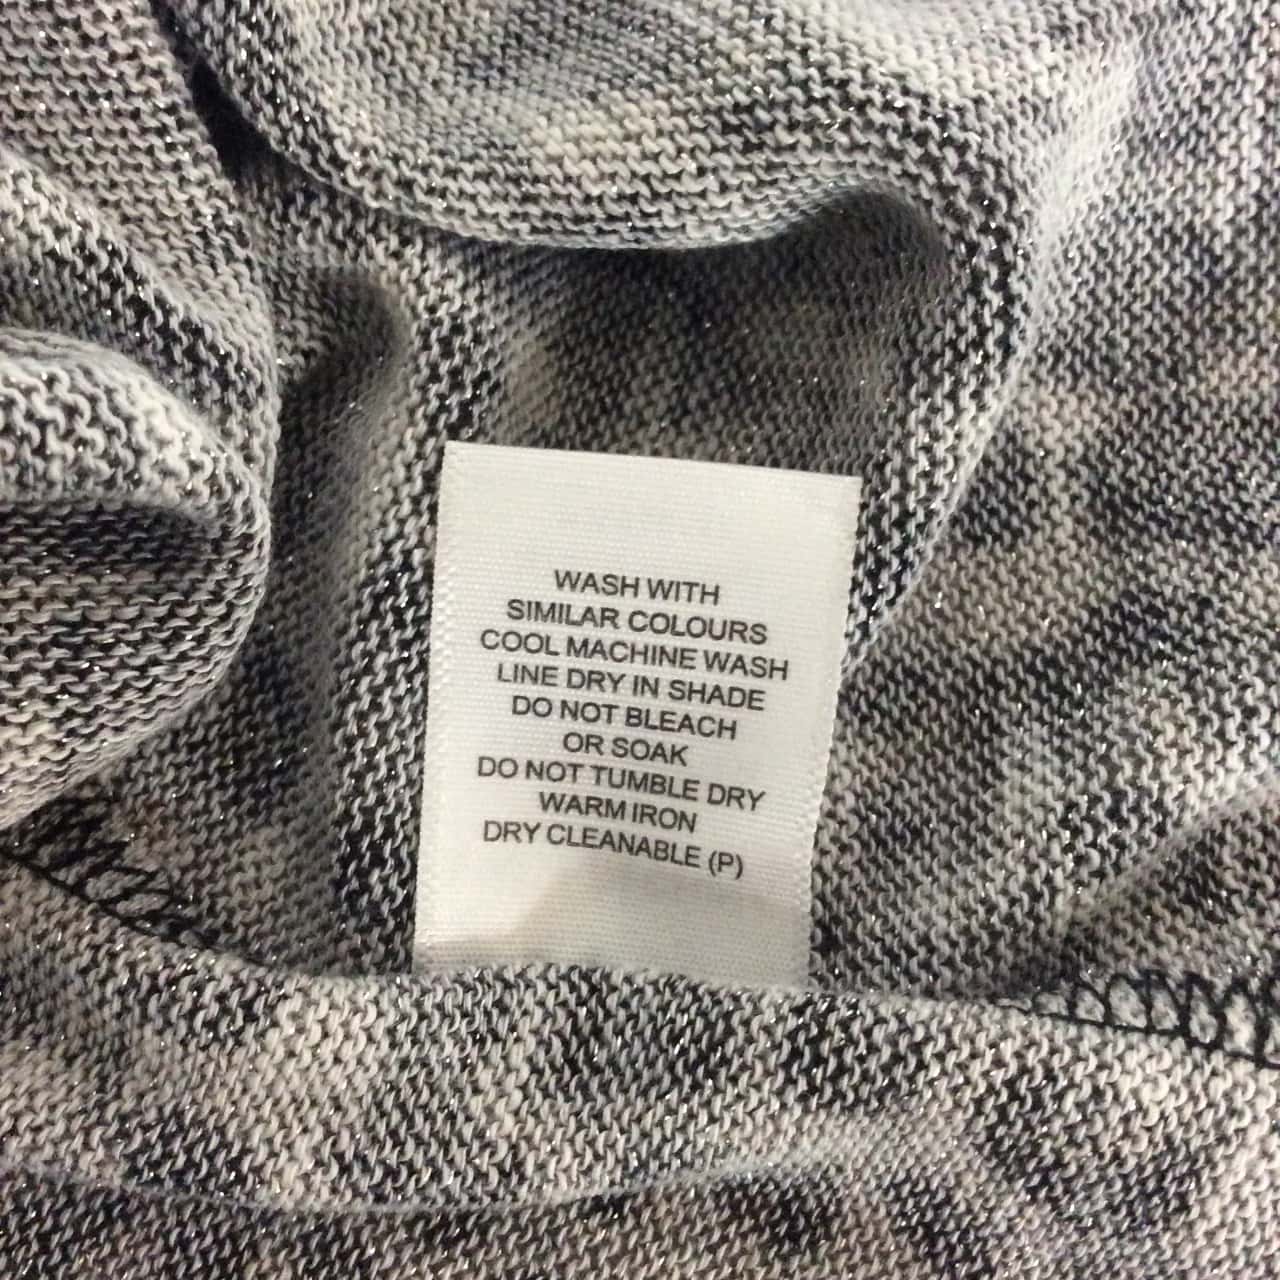 WASH WITH
SIMILAR COLOURS
COOL MACHINE WASH
LINE DRY IN SHADE
DO NOT BLEACH
OR SOAK
DO NOT TUMBLE DRY
WARM IRON
DRY CLEANABLE (P)